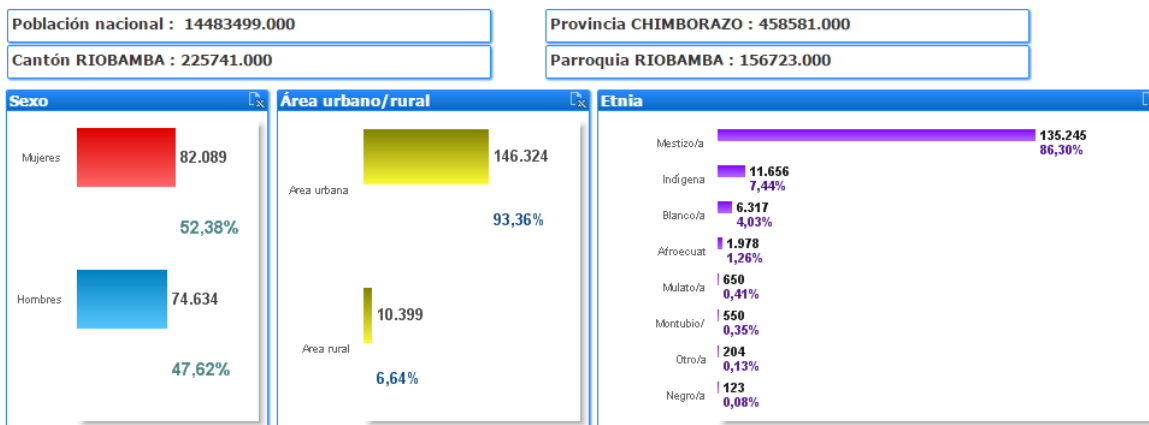 Población nacional : 14483499.000
Provincia CHIMBORAZO : 458581.000
Cantón RIOBAMBA : 225741.000
Parroquia RIOBAMBA : 156723.000
Sexo
Mujeres
82.089
52,38%
Hombres
74.634
47,62%
Área urbano/rural
Area urbana
146.324
93,36%
Area rural
10.399
6,64%
Etnia
Mestizo/a
135.245
86,30%
Indígena
11.656
7,44%
Blanco/a
6.317
4,03%
Afroecuat
1.978
1,26%
Mulato/a
650
0,41%
Montubio/
550
0,35%
Otro/a
204
0,13%
Negro/a
123
0,08%